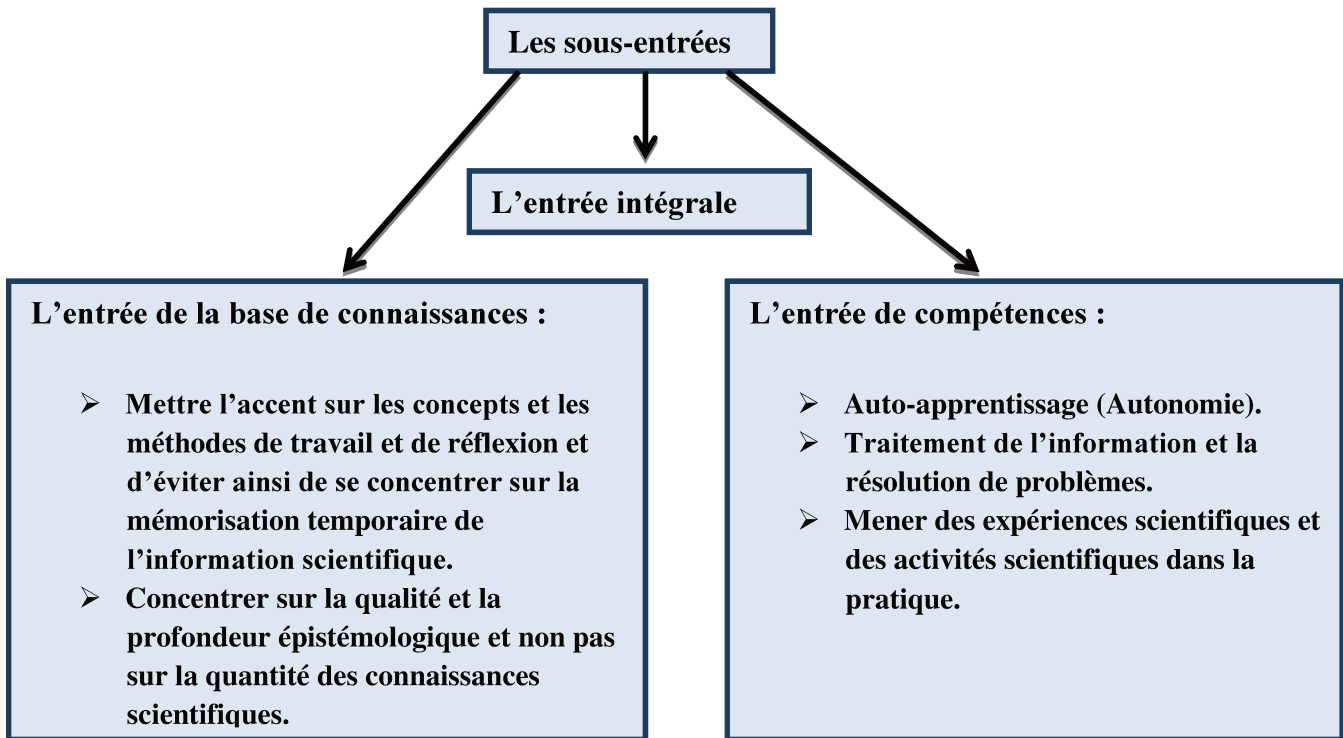 Les sous-entrées
L’entrée intégrale
L’entrée de la base de connaissances :
➢ Mettre l’accent sur les concepts et les
méthodes de travail et de réflexion et
d’éviter ainsi de se concentrer sur la
mémorisation temporaire de
l’information scientifique.
➢ Concentrer sur la qualité et la
profondeur épistémologique et non pas
sur la quantité des connaissances
scientifiques.
L’entrée de compétences :
➢ Auto-apprentissage (Autonomie).
➢ Traitement de l’information et la
résolution de problèmes.
➢ Mener des expériences scientifiques et
des activités scientifiques dans la
pratique.